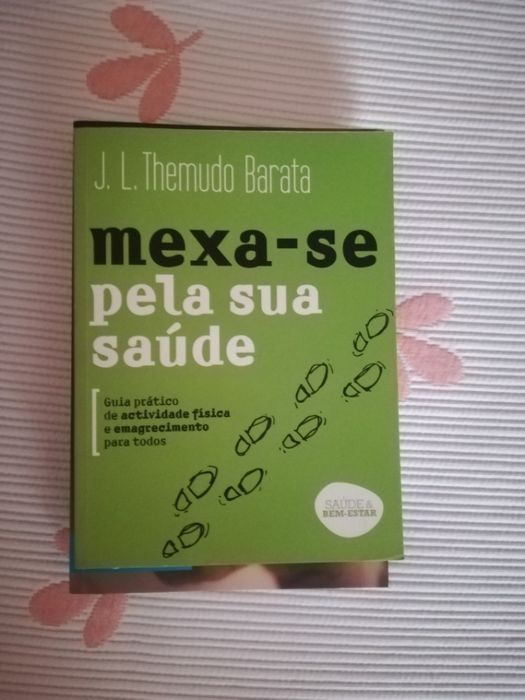 J. L. Themudo Barata
mexa-se
pela sua
saúde
Guia prático
de actividade física
e emagrecimento
para todos
SAÚDE &
BEM-ESTAR